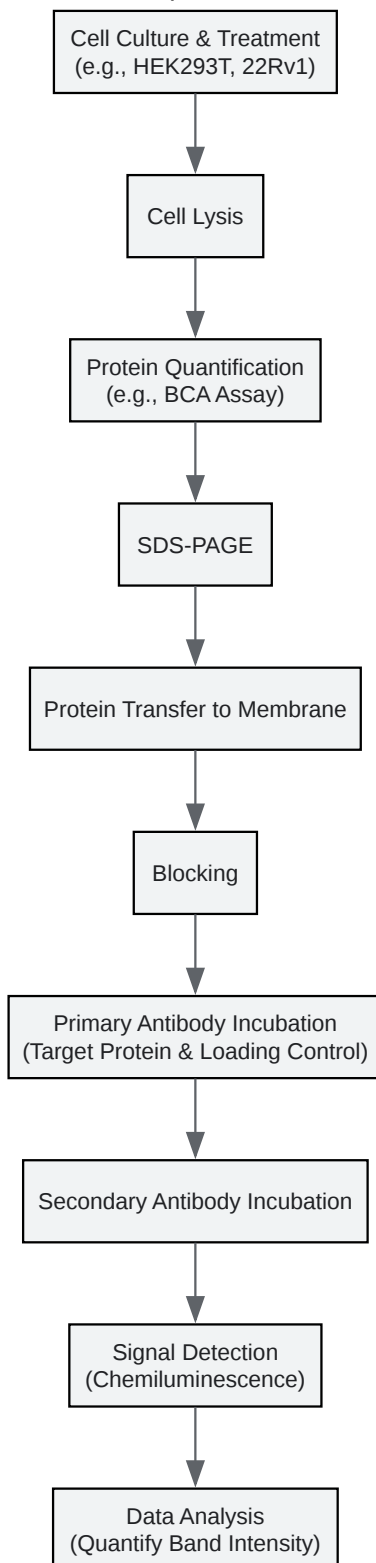 Cell Culture & Treatment
(e.g., HEK293T, 22Rv1)
Cell Lysis
Protein Quantification
(e.g., BCA Assay)
SDS-PAGE
Protein Transfer to Membrane
Blocking
Primary Antibody Incubation
(Target Protein & Loading Control)
Secondary Antibody Incubation
Signal Detection
(Chemiluminescence)
Data Analysis
(Quantify Band Intensity)